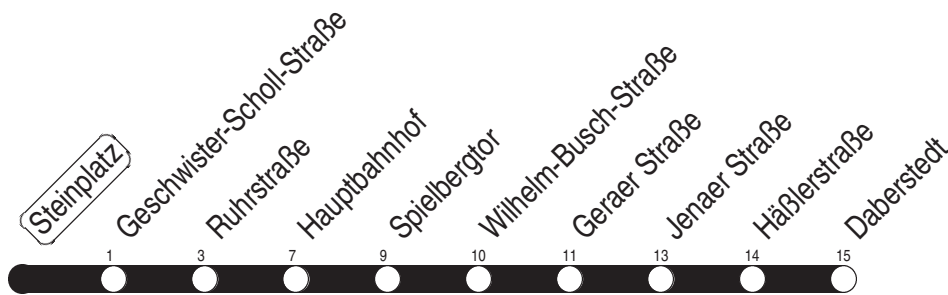 Steinplatz
Geschwister-Scholl-Straße
Ruhrstraße
Hauptbahnhof
Spielbergtor
Wilhelm-Busch-Straße
Geraer Straße
Jenaer Straße
Häßlerstraße
Daberstedt
1 3 7 9 10 11 13 14 15